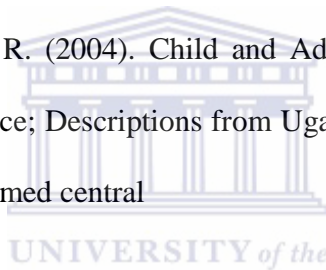 R. (2004). Child and Ad
ce; Descriptions from Uga
med central
UNIVERSITY of the